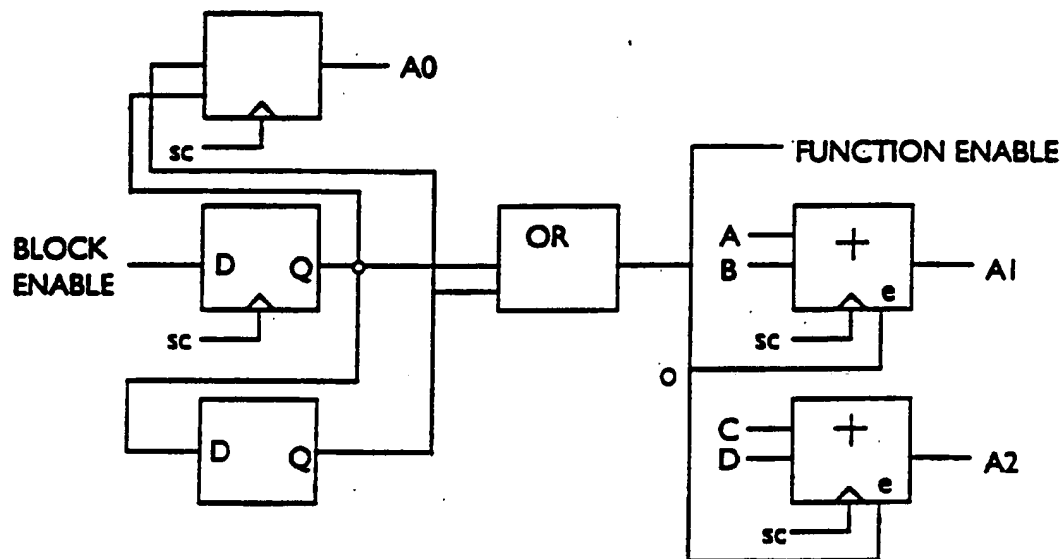 A0
sc
FUNCTION ENABLE
BLOCK
ENABLE
D
Q
sc
OR
A
B
+
e
sc
A1
O
D
Q
C
D
+
e
sc
A2